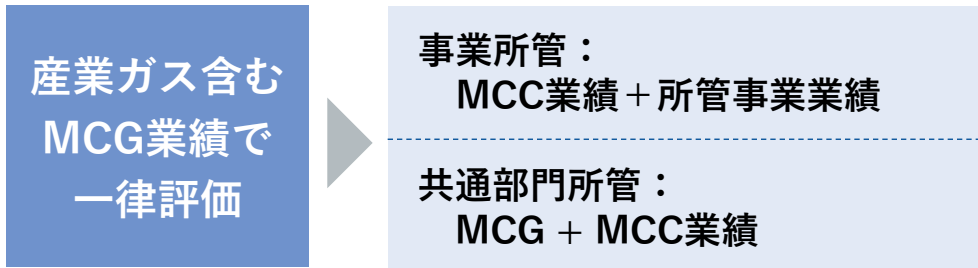 産業ガス含む
MCG業績で
一律評価
事業所管：
MCC業績＋所管事業業績
共通部門所管：
MCG + MCC業績